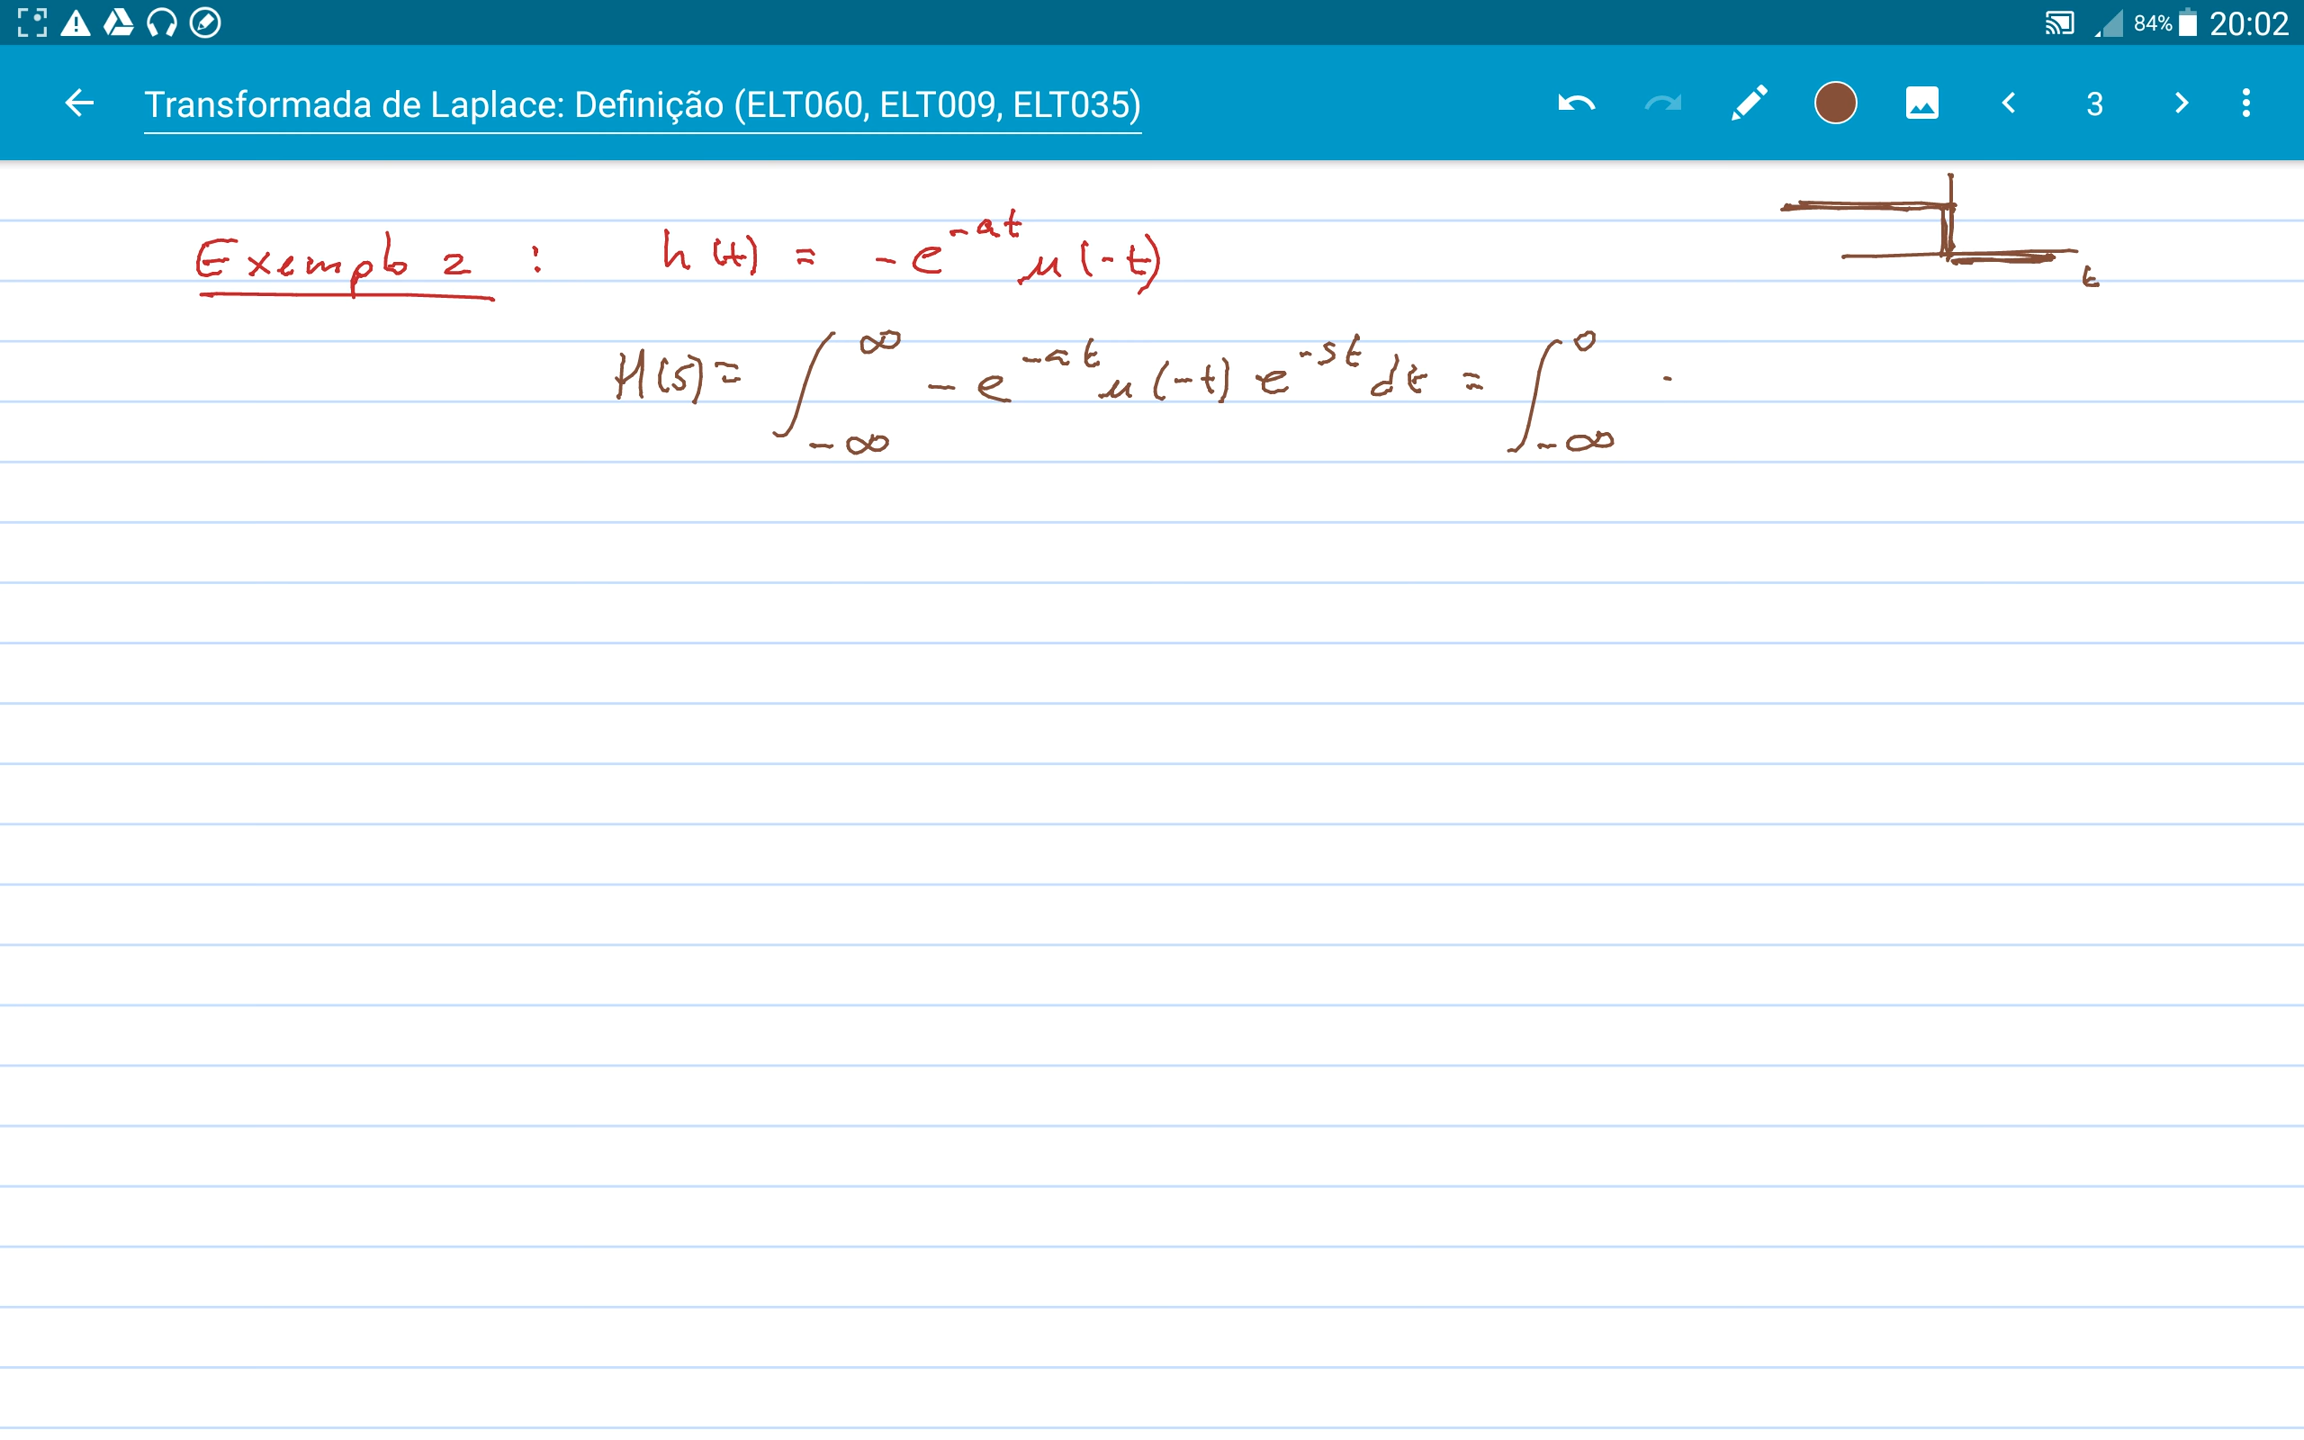 84% 20:02
Transformada de Laplace: Definição (ELT060, ELT009, ELT035) 3
Exemplo 2 : h(t) = -e^{-at} μ(-t)
t
H(s) = ∫_{-∞}^{∞} -e^{-at} μ(-t) e^{-st} dt = ∫_{-∞}^{0} -